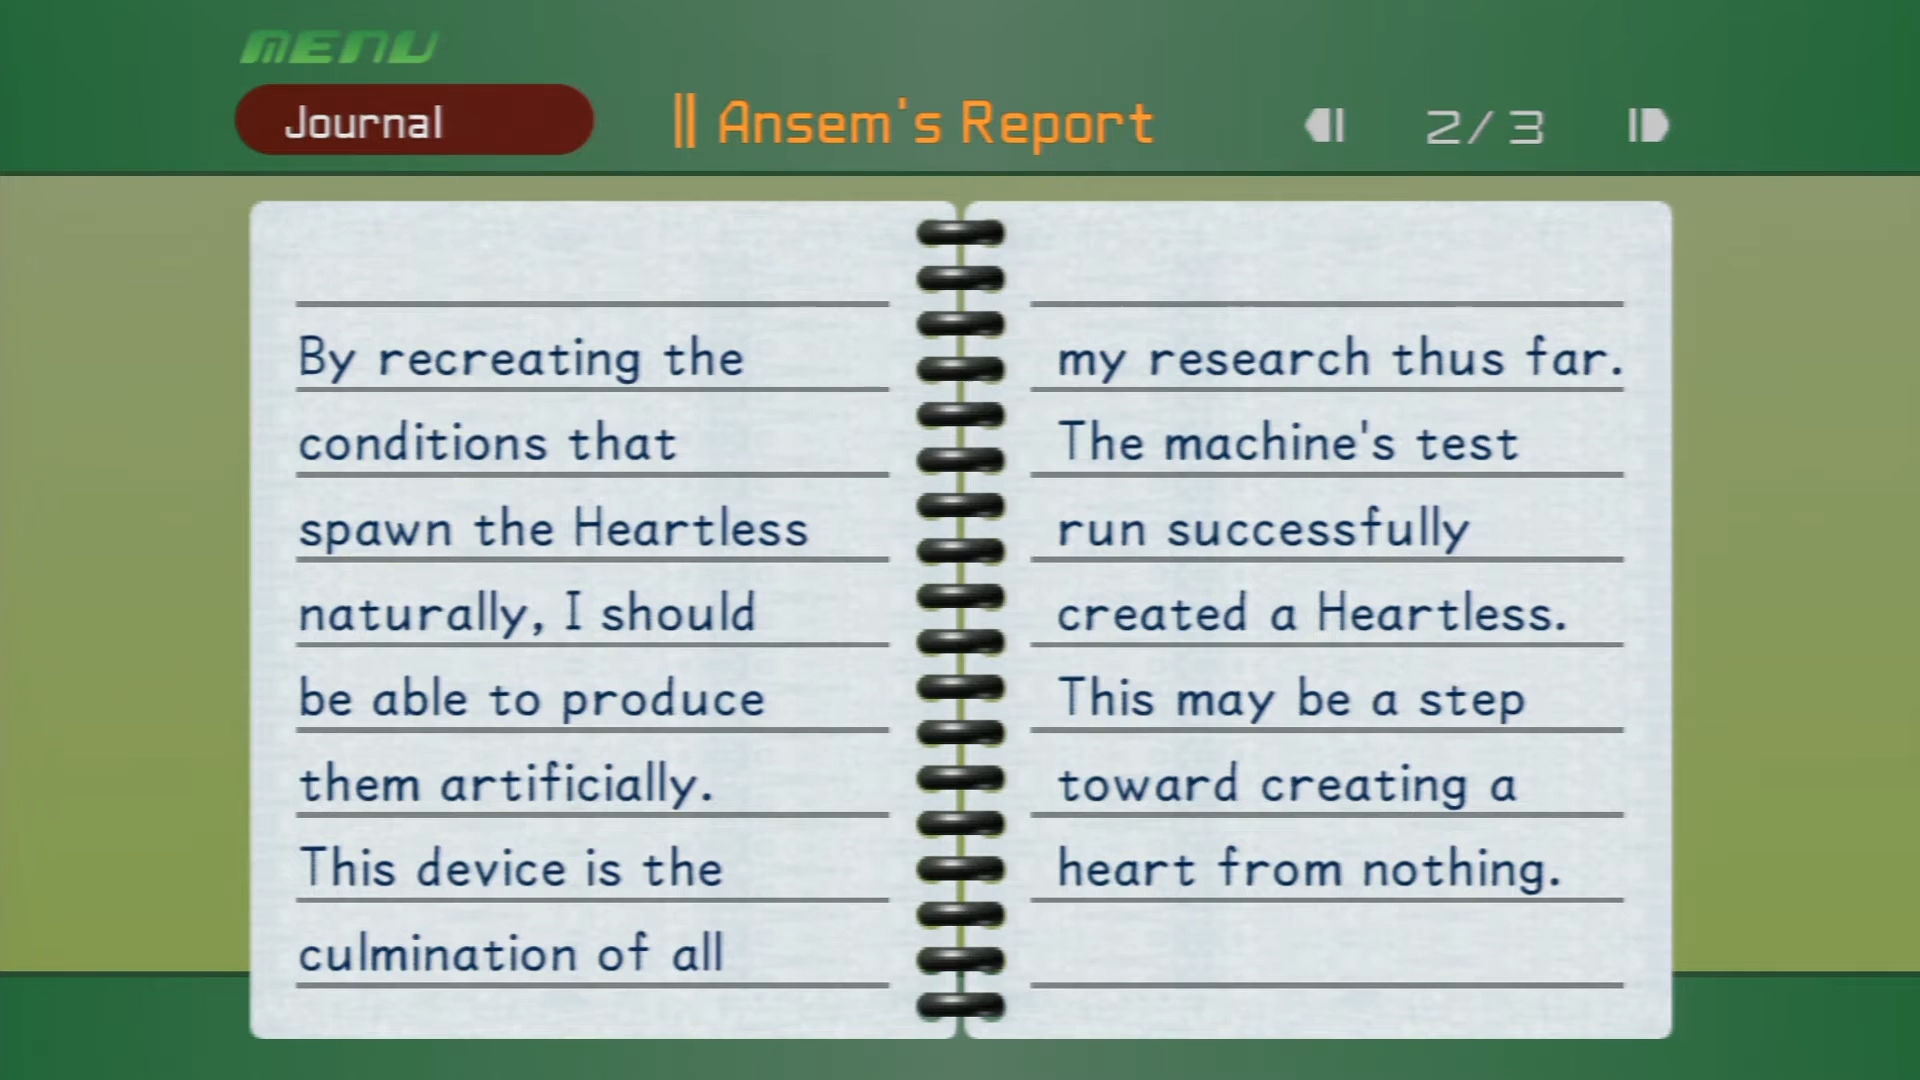 MENU
Journal
Ansem's Report
2/3
By recreating the
conditions that
spawn the Heartless
naturally, I should
be able to produce
them artificially.
This device is the
culmination of all
my research thus far.
The machine's test
run successfully
created a Heartless.
This may be a step
toward creating a
heart from nothing.